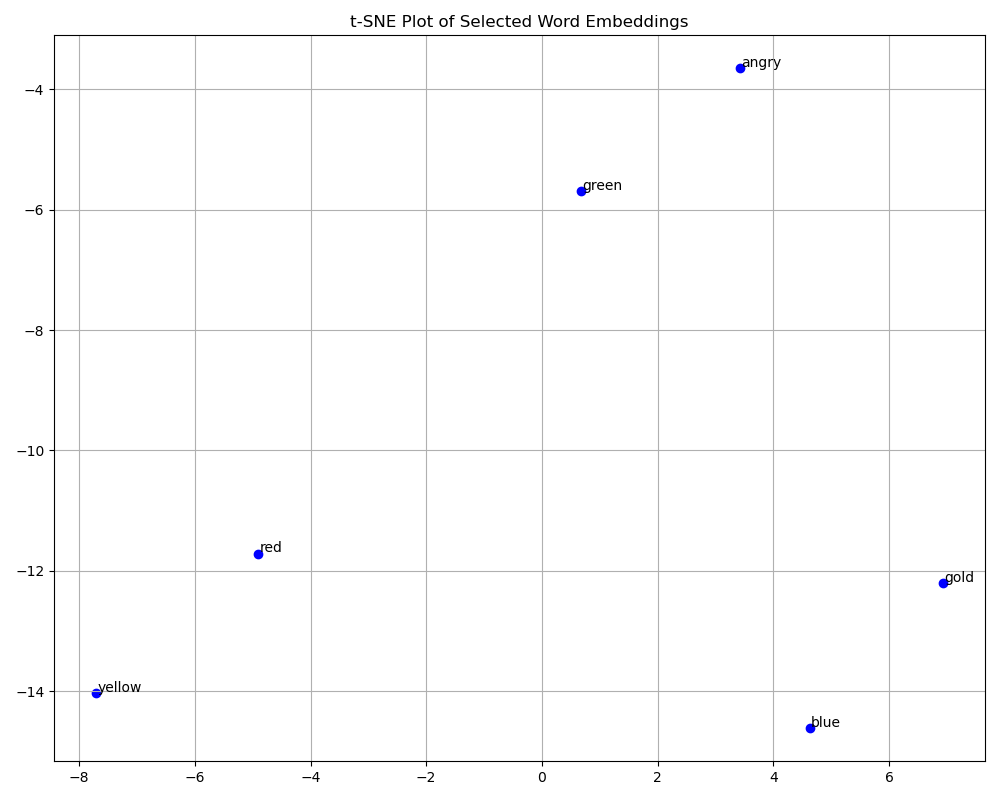 t-SNE Plot of Selected Word Embeddings
angry
−4
green
−6
−8
−10
red
−12
gold
yellow
−14
blue
−8 −6 −4 −2 0 2 4 6